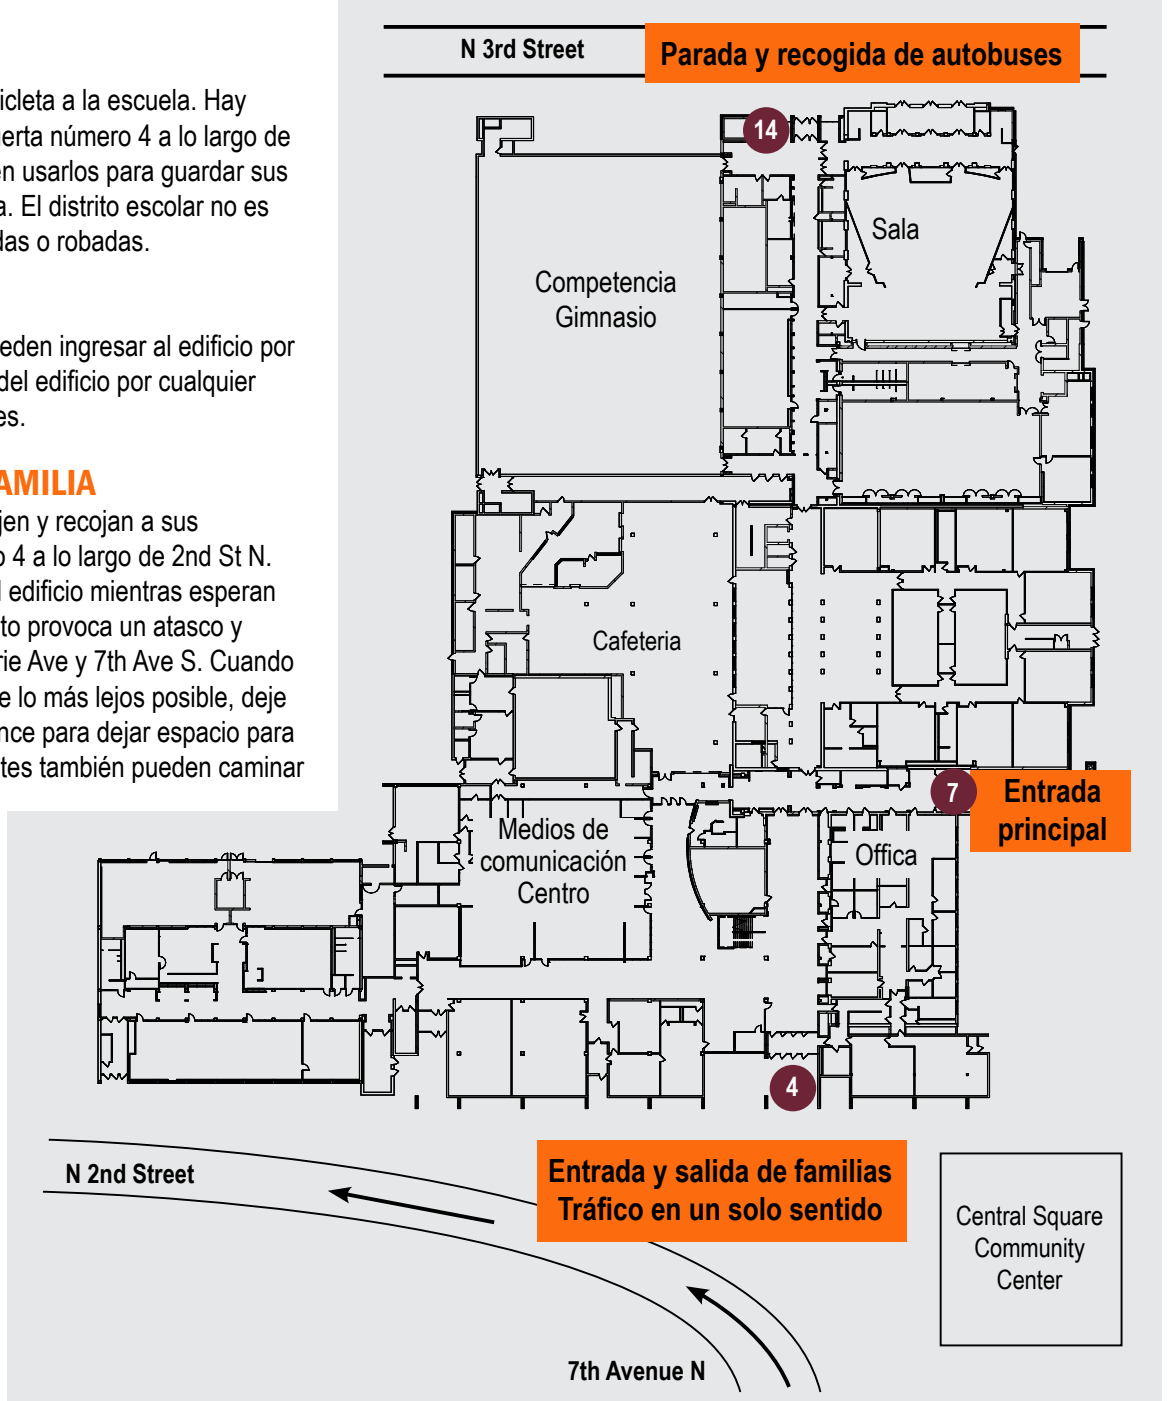 icleta a la escuela. Hay
erta número 4 a lo largo de
en usarlos para guardar sus
a. El distrito escolar no es
das o robadas.
eden ingresar al edificio por
del edificio por cualquier
es.
AMILIA
jen y recojan a sus
o 4 a lo largo de 2nd St N.
l edificio mientras esperan
to provoca un atasco y
rie Ave y 7th Ave S. Cuando
e lo más lejos posible, deje
nce para dejar espacio para
tes también pueden caminar
N 3rd Street
Parada y recogida de autobuses
14
Sala
Competencia
Gimnasio
Cafeteria
7
Entrada
principal
Medios de
comunicación
Centro
Offica
4
N 2nd Street
Entrada y salida de familias
Tráfico en un solo sentido
Central Square
Community
Center
7th Avenue N